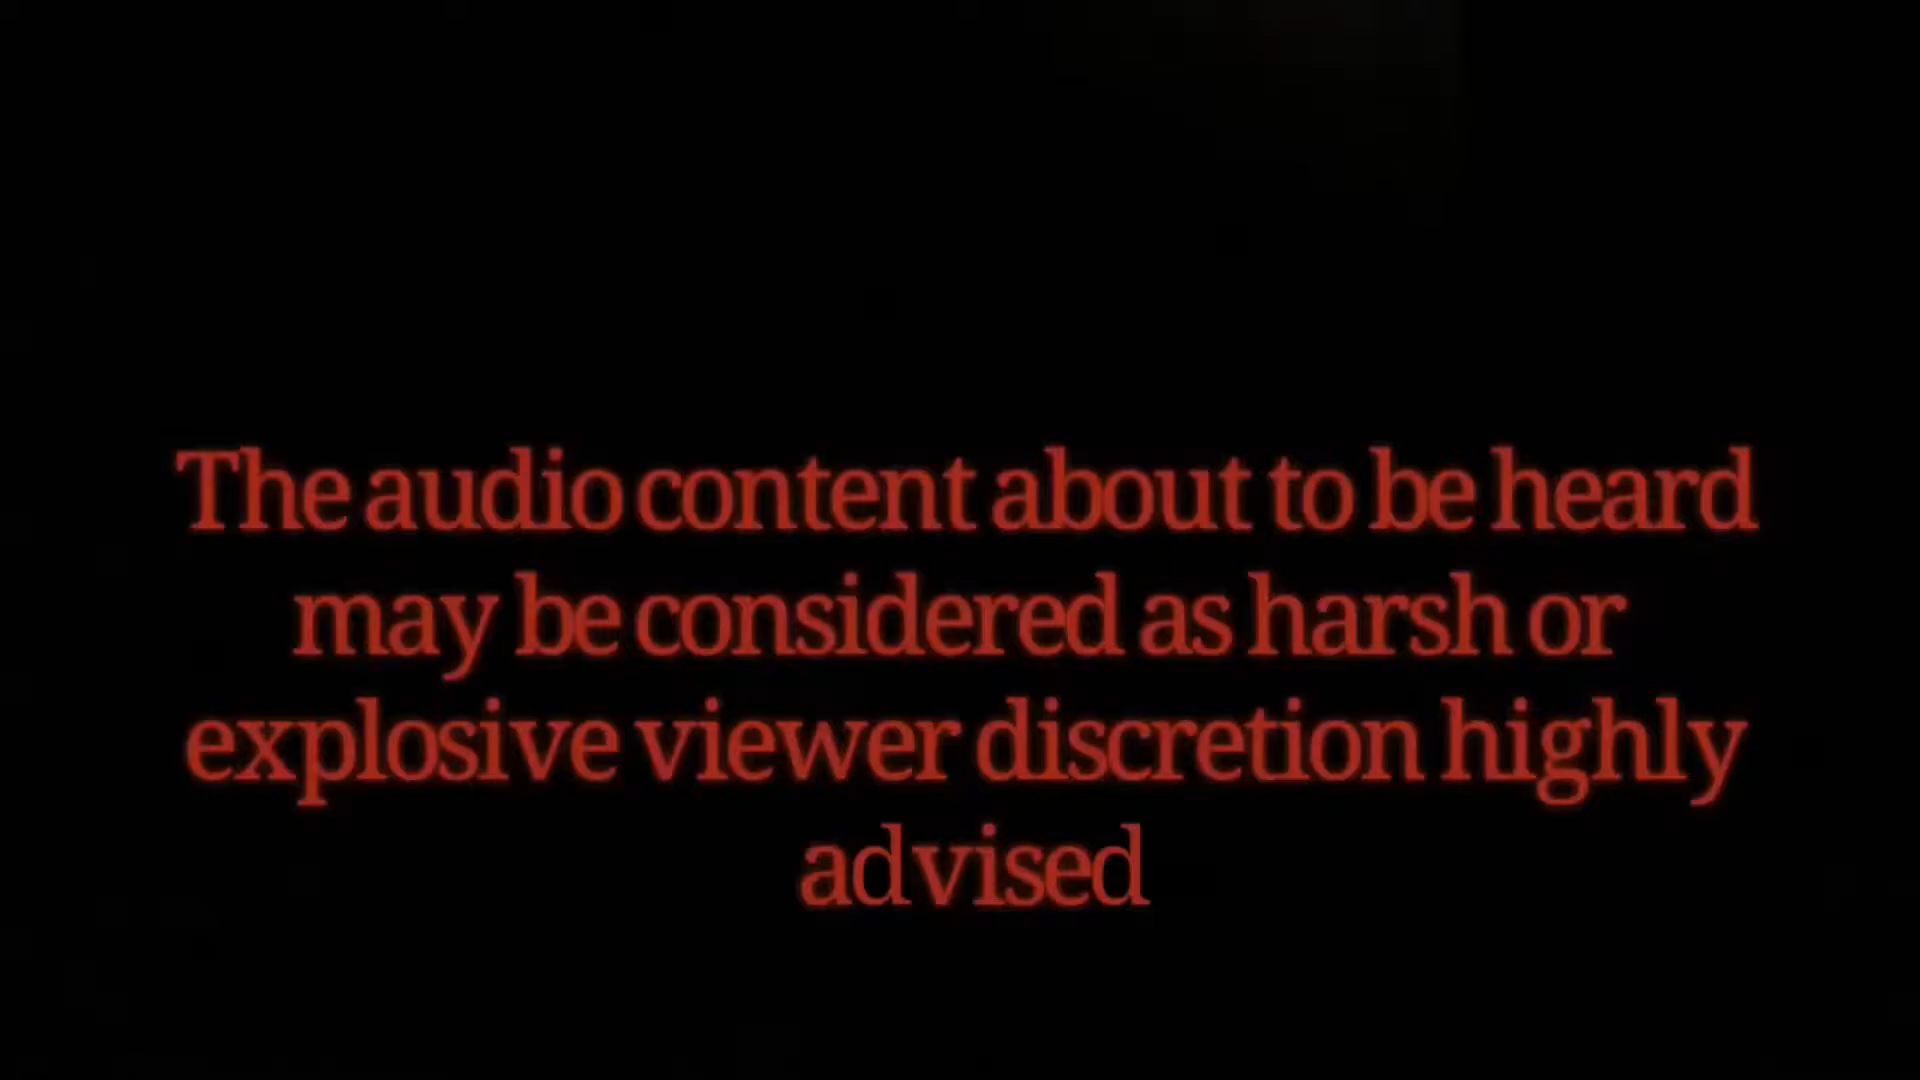 The audio content about to be heard
may be considered as harsh or
explosive viewer discretion highly
advised